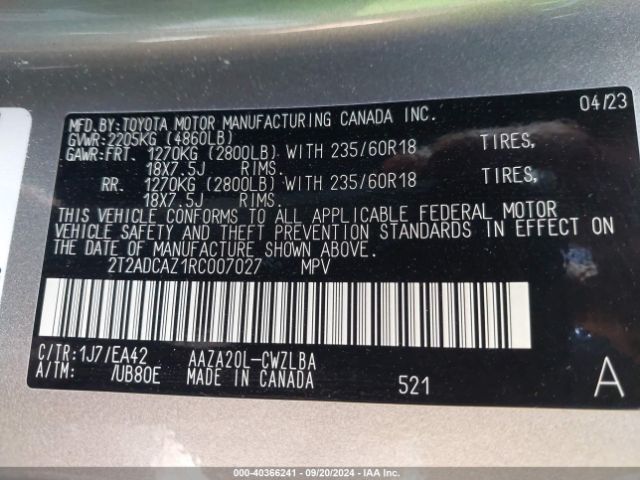 MFD.BY:TOYOTA MOTOR MANUFACTURING CANADA INC. 04/23
GVWR:2205KG (4860LB)
GAWR:FRT. 1270KG (2800LB) WITH 235/60R18 TIRES,
18X7.5J RIMS.
RR. 1270KG (2800LB) WITH 235/60R18 TIRES,
18X7.5J RIMS.
THIS VEHICLE CONFORMS TO ALL APPLICABLE FEDERAL MOTOR
VEHICLE SAFETY AND THEFT PREVENTION STANDARDS IN EFFECT ON
THE DATE OF MANUFACTURE SHOWN ABOVE.
2T2ADCAZ1RC007027 MPV
C/TR:1J7/EA42 AAZA20L-CWZLBA
A/TM: /UB80E MADE IN CANADA 521 A
000-40366241 - 09/20/2024 - IAA Inc.